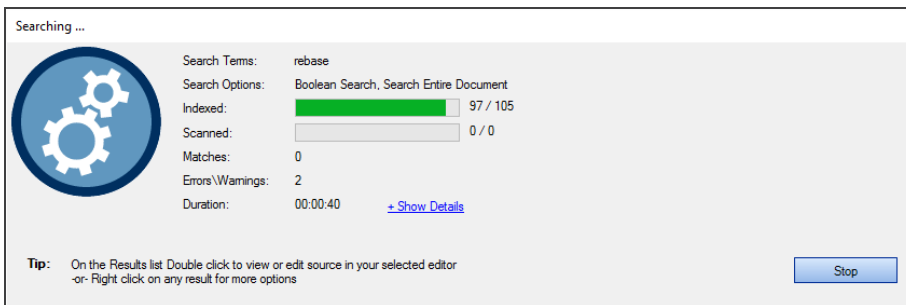 Searching ...
Search Terms: rebase
Search Options: Boolean Search, Search Entire Document
Indexed: 97 / 105
Scanned: 0 / 0
Matches: 0
Errors\Warnings: 2
Duration: 00:00:40 + Show Details
Tip: On the Results list Double click to view or edit source in your selected editor
-or- Right click on any result for more options
Stop